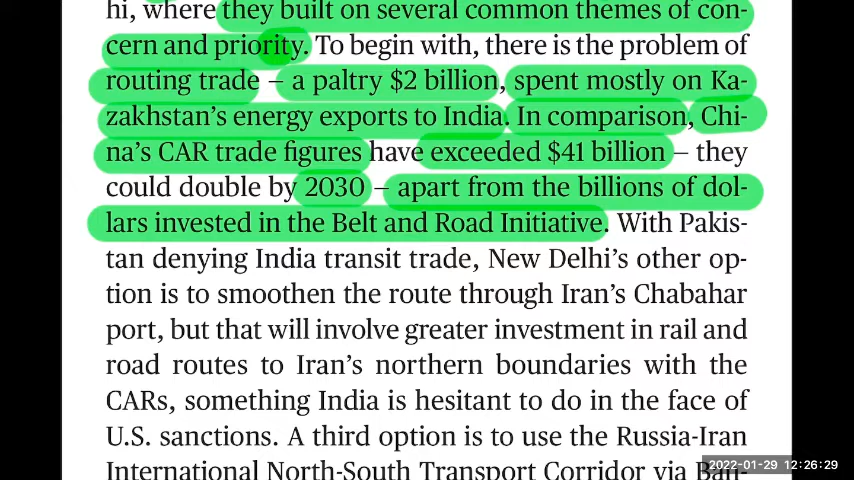 hi, where they built on several common themes of con-
cern and priority. To begin with, there is the problem of
routing trade – a paltry $2 billion, spent mostly on Ka-
zakhstan's energy exports to India. In comparison, Chi-
na's CAR trade figures have exceeded $41 billion – they
could double by 2030 – apart from the billions of dol-
lars invested in the Belt and Road Initiative. With Pakis-
tan denying India transit trade, New Delhi's other op-
tion is to smoothen the route through Iran's Chabahar
port, but that will involve greater investment in rail and
road routes to Iran's northern boundaries with the
CARs, something India is hesitant to do in the face of
U.S. sanctions. A third option is to use the Russia-Iran
International North-South Transport Corridor via
2022-01-29 12:26:29